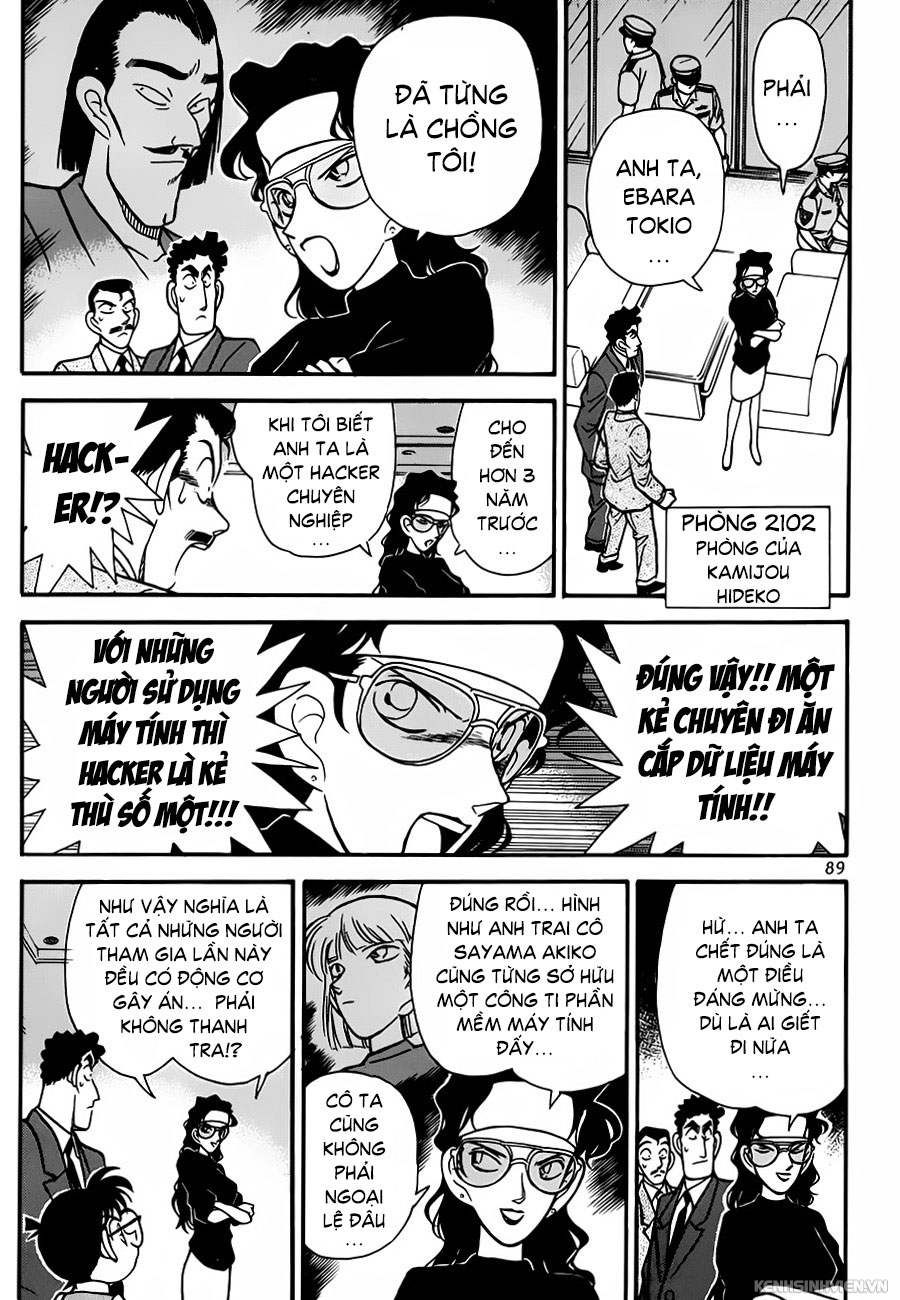 PHẢI
...
ANH TA,
EBARA
TOKIO
...
PHÒNG 2102
PHÒNG CỦA
KAMIJOU
HIDEKO
ĐÃ TỪNG
LÀ CHỒNG
TÔI!
CHO
ĐẾN
HƠN 3
NĂM
TRƯỚC
...
KHI TÔI BIẾT
ANH TA LÀ
MỘT HACKER
CHUYÊN
NGHIỆP
...
HACK-
ER!?
ĐÚNG VẬY!! MỘT
KẺ CHUYÊN ĐI ĂN
CẮP DỮ LIỆU MÁY
TÍNH!!
VỚI NHỮNG
NGƯỜI SỬ DỤNG
MÁY TÍNH THÌ
HACKER LÀ KẺ
THÙ SỐ MỘT!!!
89
HỪ... ANH TA
CHẾT ĐÚNG LÀ
MỘT ĐIỀU
ĐÁNG MỪNG...
DÙ LÀ AI GIẾT
ĐI NỮA
...
ĐÚNG RỒI... HÌNH
NHƯ ANH TRAI CÔ
SAYAMA AKIKO
CŨNG TỪNG SỞ HỮU
MỘT CÔNG TI PHẦN
MỀM MÁY TÍNH
ĐẤY...
CÔ TA
CŨNG
KHÔNG
PHẢI
NGOẠI
LỆ ĐÂU
NHƯ VẬY NGHĨA LÀ
TẤT CẢ NHỮNG NGƯỜI
THAM GIA LẦN NÀY
ĐỀU CÓ ĐỘNG CƠ
GÂY ÁN... PHẢI
KHÔNG THANH
TRA!?
KENHSINHVIEN.VN